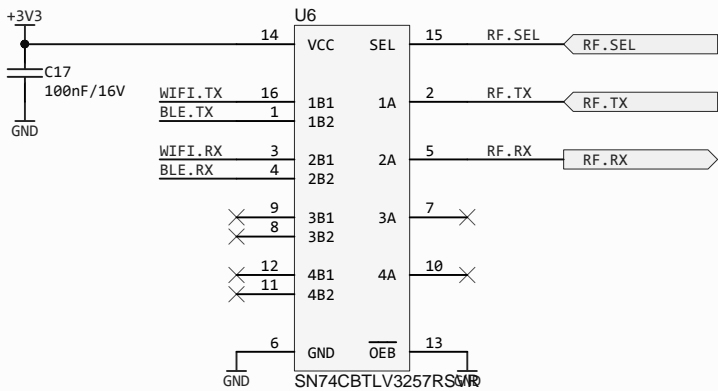 +3V3
U6
14 VCC SEL 15 RF.SEL RF.SEL
C17
100nF/16V
GND
WIFI.TX 16 1B1 1A 2 RF.TX RF.TX
BLE.TX 1 1B2
WIFI.RX 3 2B1 2A 5 RF.RX RF.RX
BLE.RX 4 2B2
9 3B1 3A 7
8 3B2
12 4B1 4A 10
11 4B2
6 GND OEB 13
GND SN74CBTLV3257RSVR GND